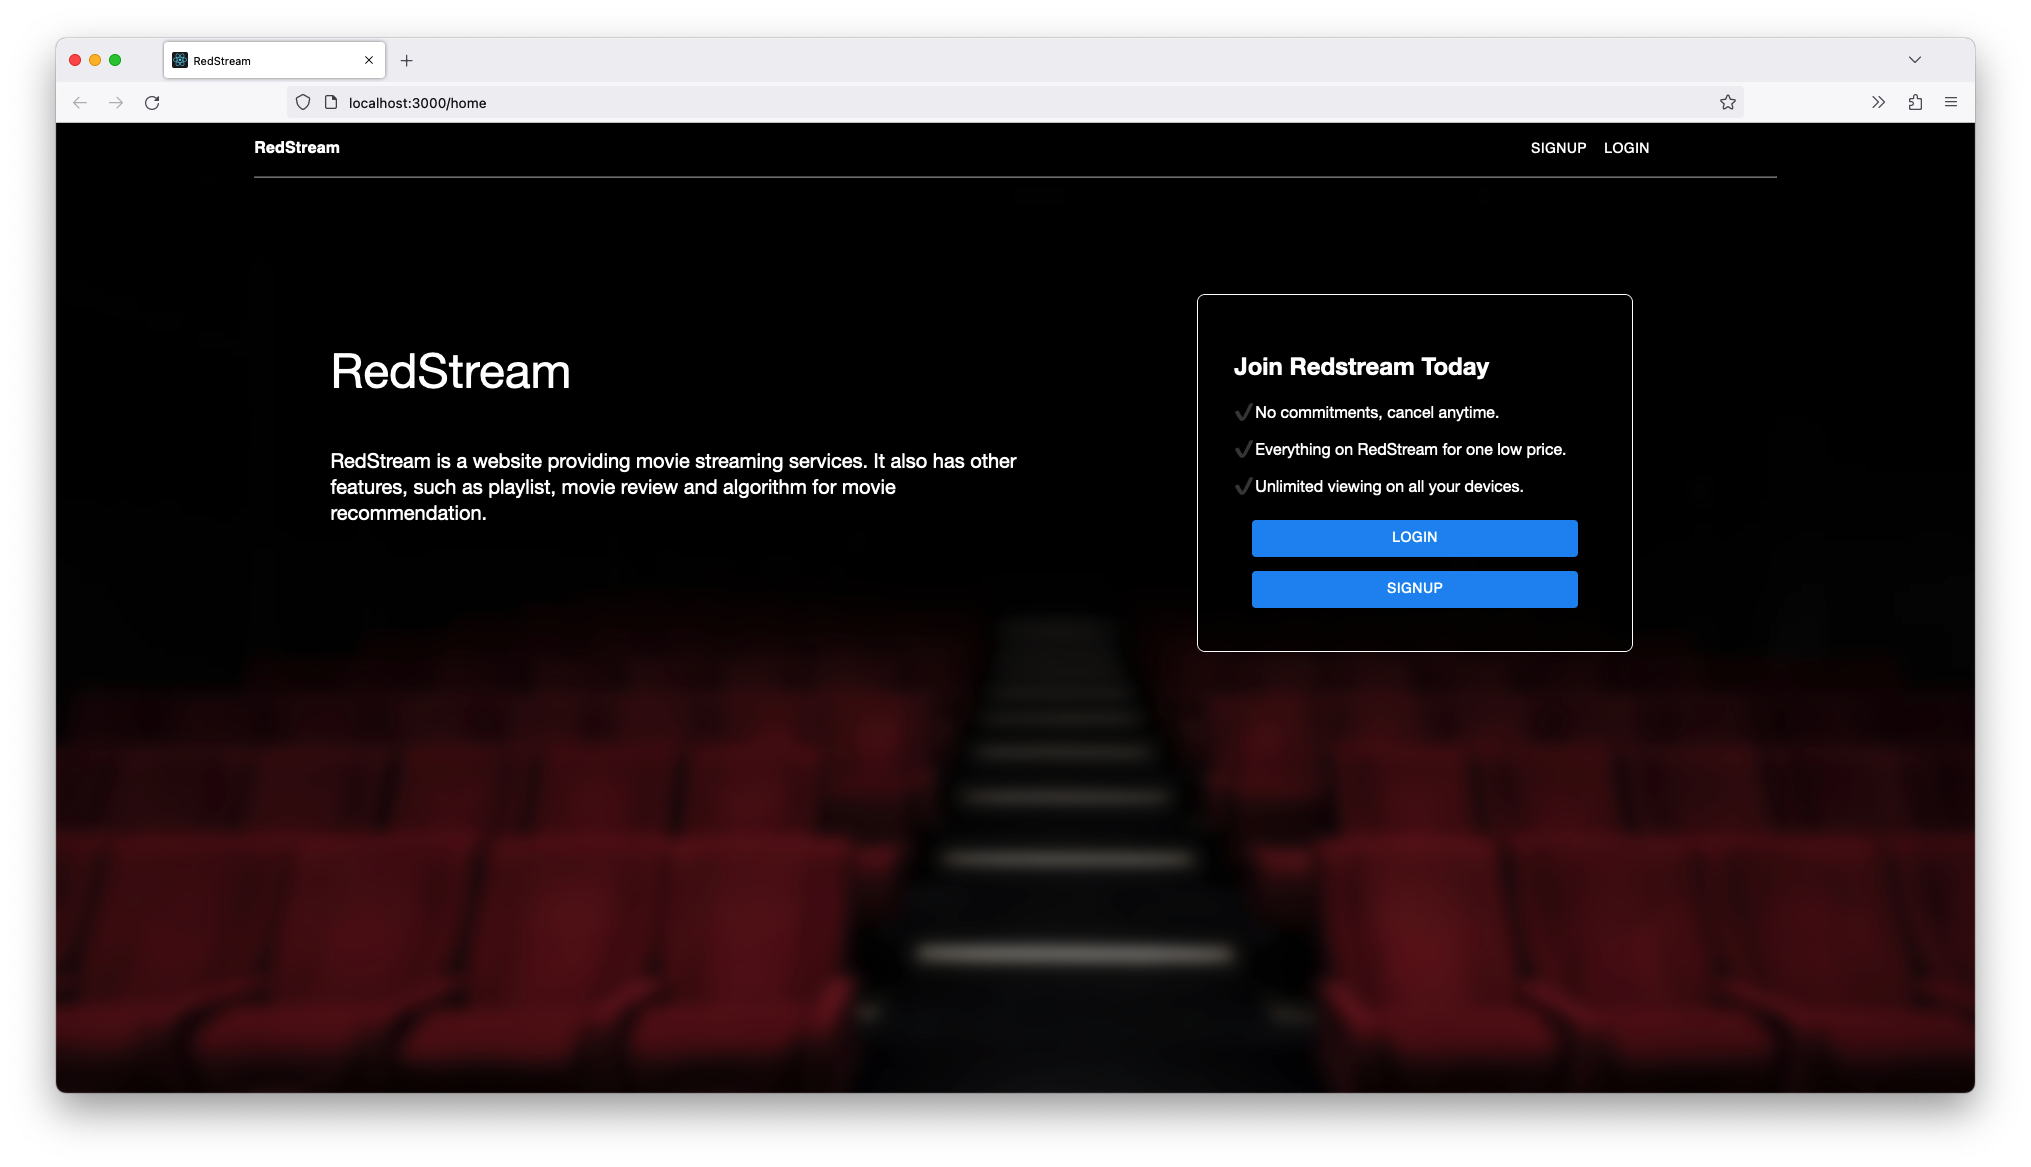 RedStream
localhost:3000/home
RedStream
SIGNUP LOGIN
RedStream
RedStream is a website providing movie streaming services. It also has other
features, such as playlist, movie review and algorithm for movie
recommendation.
Join Redstream Today
✓No commitments, cancel anytime.
✓Everything on RedStream for one low price.
✓Unlimited viewing on all your devices.
LOGIN
SIGNUP